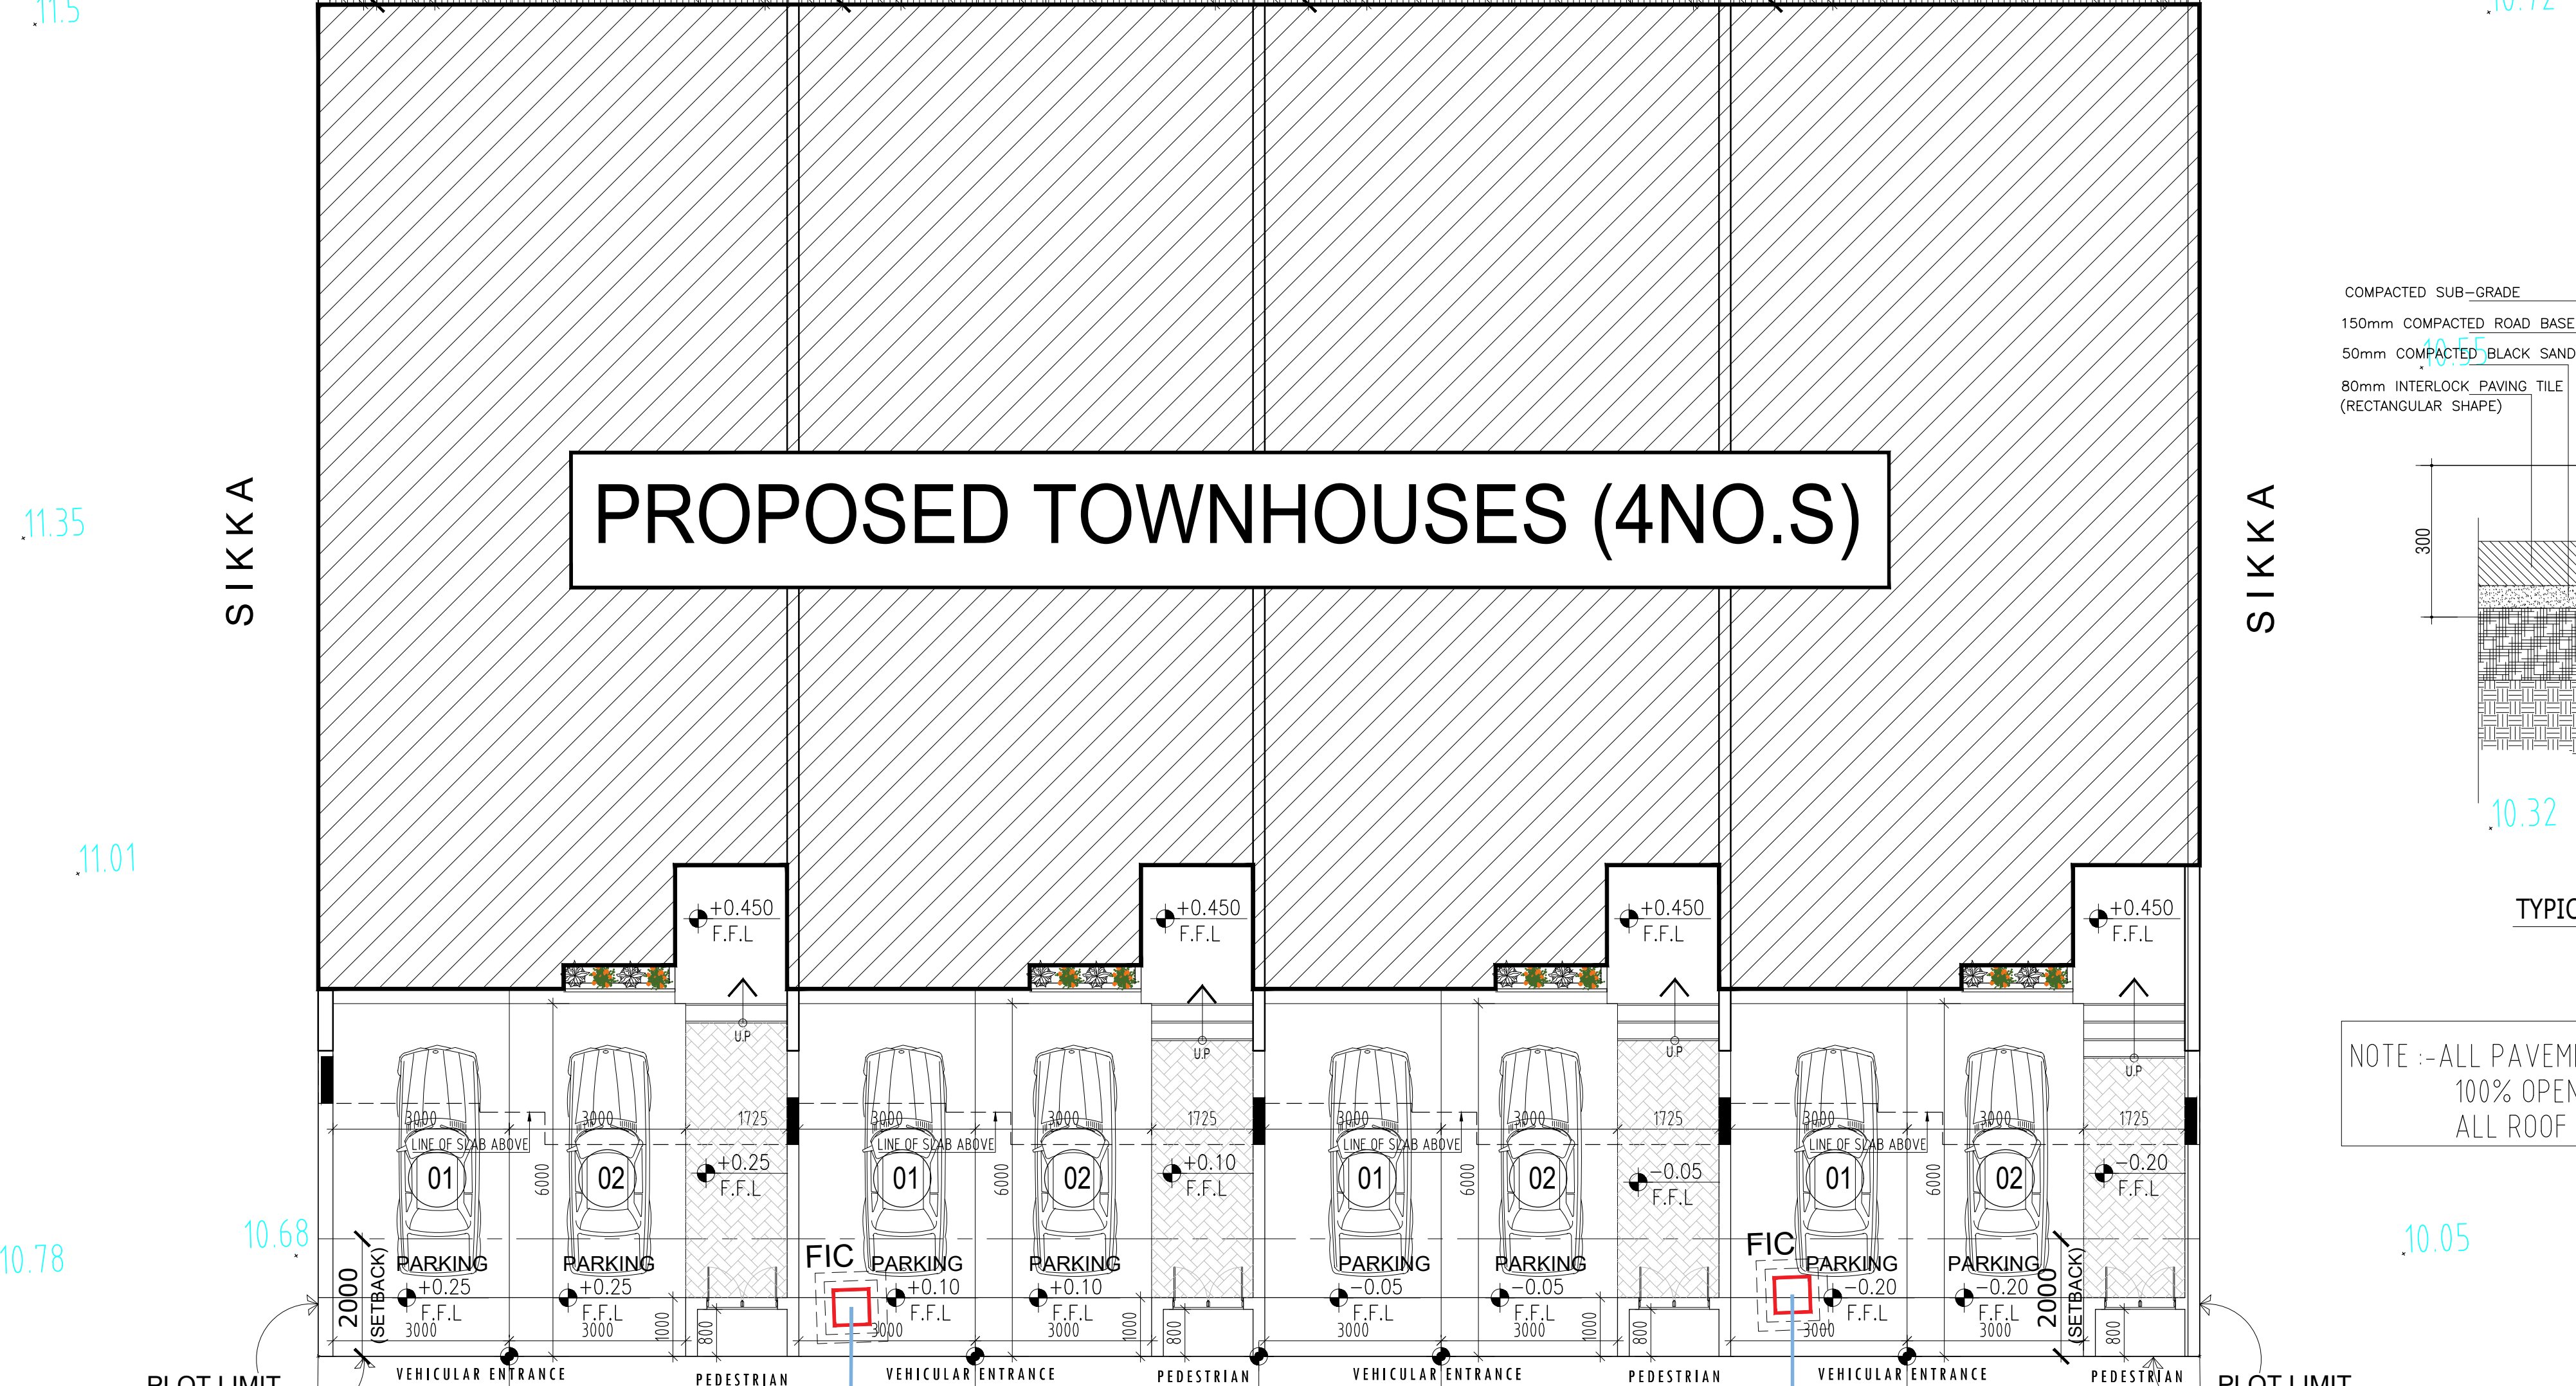 11.5
10.72
COMPACTED SUB-GRADE
150mm COMPACTED ROAD BASE
50mm COMPACTED BLACK SAND
10.55
80mm INTERLOCK PAVING TILE
(RECTANGULAR SHAPE)
SIKKA
11.35
PROPOSED TOWNHOUSES (4NO.S)
SIKKA
300
10.32
11.01
+0.450
F.F.L
+0.450
F.F.L
+0.450
F.F.L
+0.450
F.F.L
TYPIC
U.P
U.P
U.P
U.P
NOTE :-ALL PAVEM
100% OPEN
ALL ROOF
3000
3000
1725
3000
3000
1725
3000
3000
1725
3000
3000
1725
LINE OF SLAB ABOVE
LINE OF SLAB ABOVE
LINE OF SLAB ABOVE
LINE OF SLAB ABOVE
01
6000
02
+0.25
F.F.L
01
6000
02
+0.10
F.F.L
01
6000
02
-0.05
F.F.L
01
6000
02
-0.20
F.F.L
10.78
10.68
10.05
FIC
FIC
PARKING
PARKING
PARKING
PARKING
PARKING
PARKING
PARKING
PARKING
+0.25
F.F.L
+0.25
F.F.L
+0.10
F.F.L
+0.10
F.F.L
-0.05
F.F.L
-0.05
F.F.L
-0.20
F.F.L
-0.20
F.F.L
2000
(SETBACK)
2000
(SETBACK)
3000
3000
1000
800
3000
3000
1000
800
3000
3000
1000
800
3000
3000
800
VEHICULAR ENTRANCE
PEDESTRIAN
VEHICULAR ENTRANCE
PEDESTRIAN
VEHICULAR ENTRANCE
PEDESTRIAN
VEHICULAR ENTRANCE
PEDESTRIAN
PLOT LIMIT
PLOT LIMIT